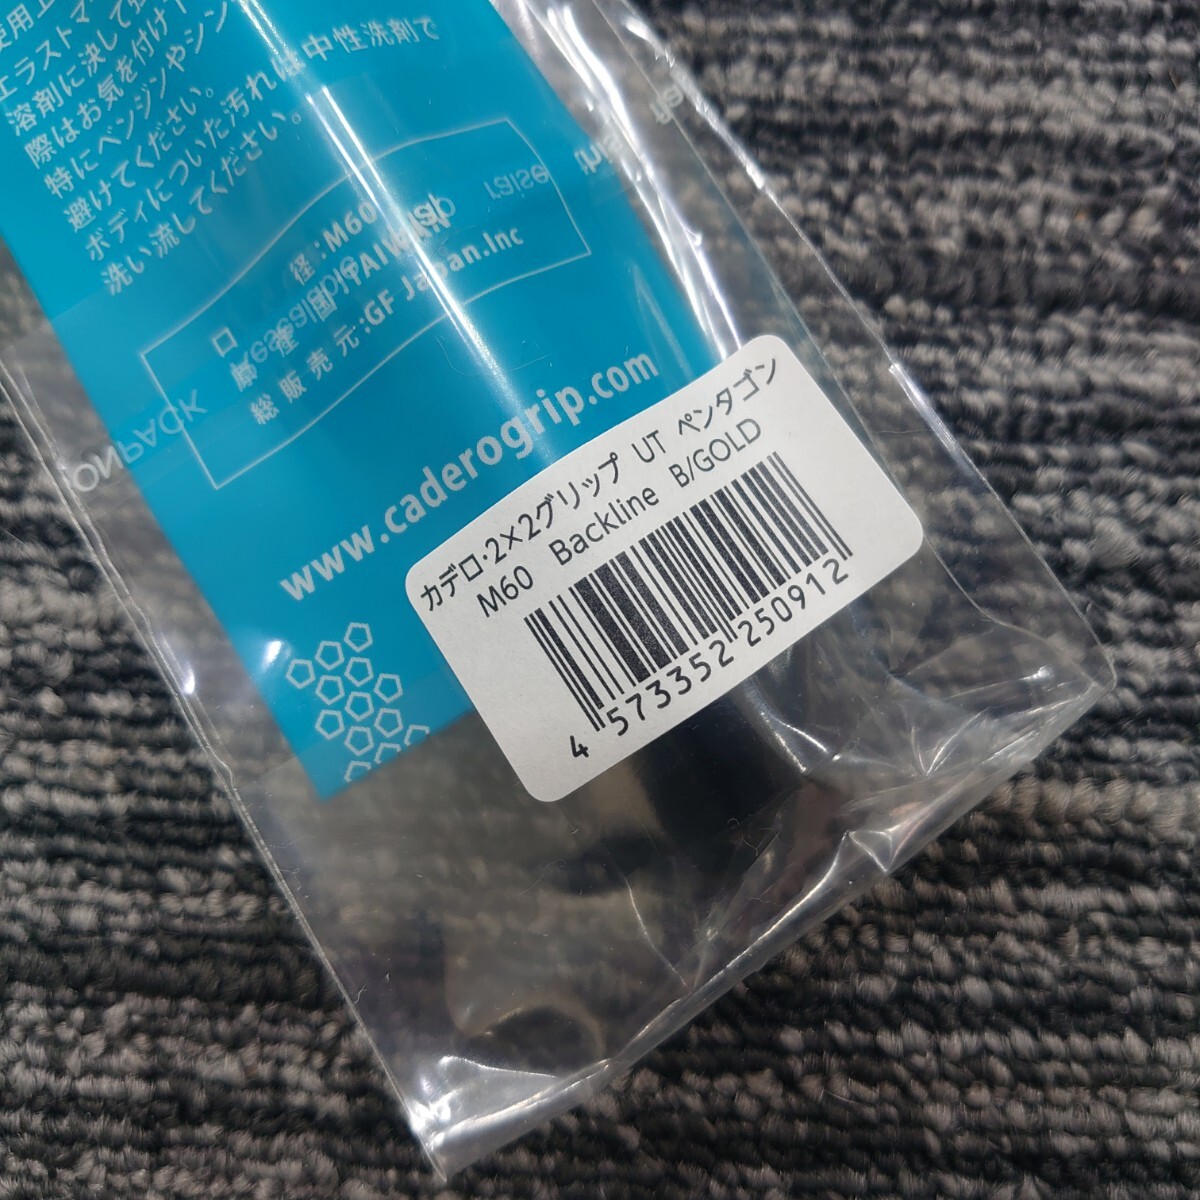 使用上
エラストマ
溶剤に決して強
際はお気を付け下
特にベンジンやシン
避けてください。
ボディについた汚れは中性洗剤で
洗い流してください。
口 径:M60
原産国:TAIWAN
総販売元:GF Japan.Inc
www.caderogrip.com
カデロ・2×2グリップ UT ペンタゴン
M60 Backline B/GOLD
4 573352 250912
raise
ONPACK